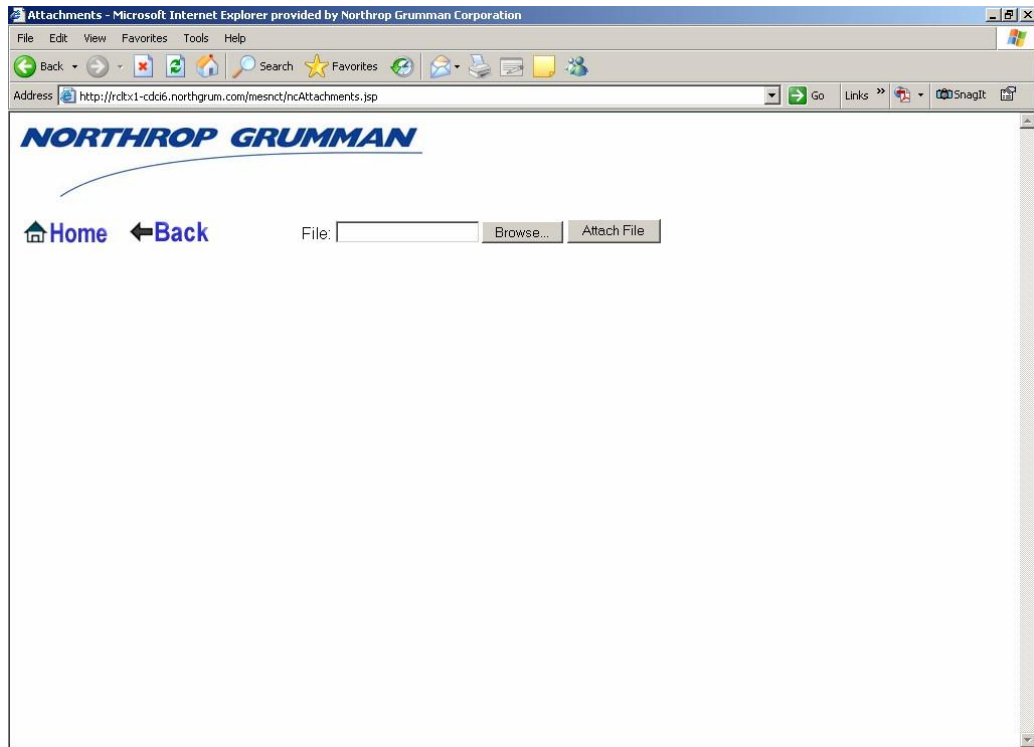 Attachments - Microsoft Internet Explorer provided by Northrop Grumman Corporation
File Edit View Favorites Tools Help
Back Search Favorites
Address http://rcltx1-cdci6.northgrum.com/mesnct/ncAttachments.jsp Go Links » SnagIt
NORTHROP GRUMMAN
Home Back File: Browse... Attach File